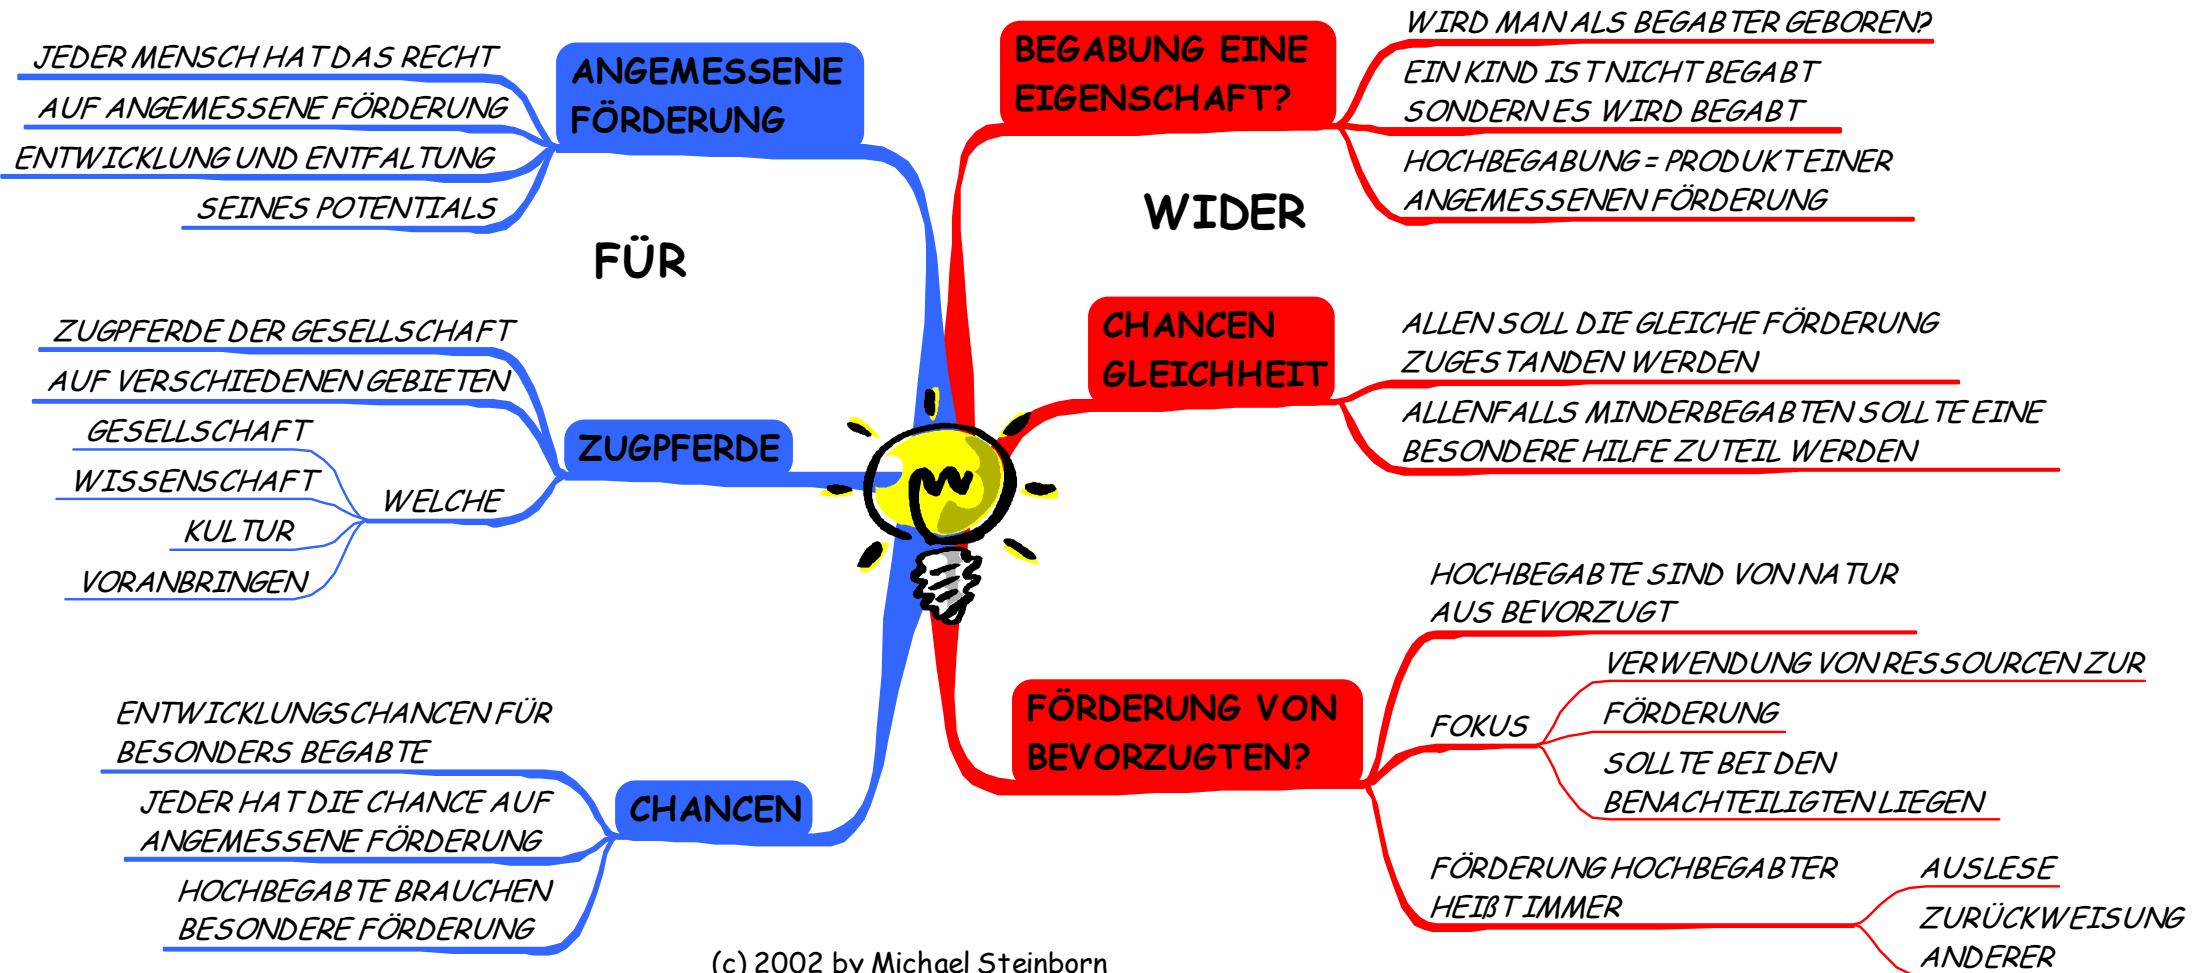 ANGEMESSENE
FÖRDERUNG
JEDER MENSCH HAT DAS RECHT
AUF ANGEMESSENE FÖRDERUNG
ENTWICKLUNG UND ENTFALTUNG
SEINES POTENTIALS
FÜR
ZUGPFERDE
ZUGPFERDE DER GESELLSCHAFT
AUF VERSCHIEDENEN GEBIETEN
WELCHE
GESELLSCHAFT
WISSENSCHAFT
KULTUR
VORANBRINGEN
CHANCEN
ENTWICKLUNGSCHANCEN FÜR
BESONDERS BEGABTE
JEDER HAT DIE CHANCE AUF
ANGEMESSENE FÖRDERUNG
HOCHBEGABTE BRAUCHEN
BESONDERE FÖRDERUNG
BEGABUNG EINE
EIGENSCHAFT?
WIRD MAN ALS BEGABTER GEBOREN?
EIN KIND IST NICHT BEGABT
SONDERN ES WIRD BEGABT
HOCHBEGABUNG = PRODUKT EINER
ANGEMESSENEN FÖRDERUNG
WIDER
CHANCEN
GLEICHHEIT
ALLEN SOLL DIE GLEICHE FÖRDERUNG
ZUGESTANDEN WERDEN
ALLENFALLS MINDERBEGABTEN SOLLTE EINE
BESONDERE HILFE ZUTEIL WERDEN
FÖRDERUNG VON
BEVORZUGTEN?
HOCHBEGABTE SIND VON NATUR
AUS BEVORZUGT
FOKUS
VERWENDUNG VON RESSOURCEN ZUR
FÖRDERUNG
SOLLTE BEI DEN
BENACHTEILIGTEN LIEGEN
FÖRDERUNG HOCHBEGABTER
HEIßT IMMER
AUSLESE
ZURÜCKWEISUNG
ANDERER
(c) 2002 by Michael Steinborn